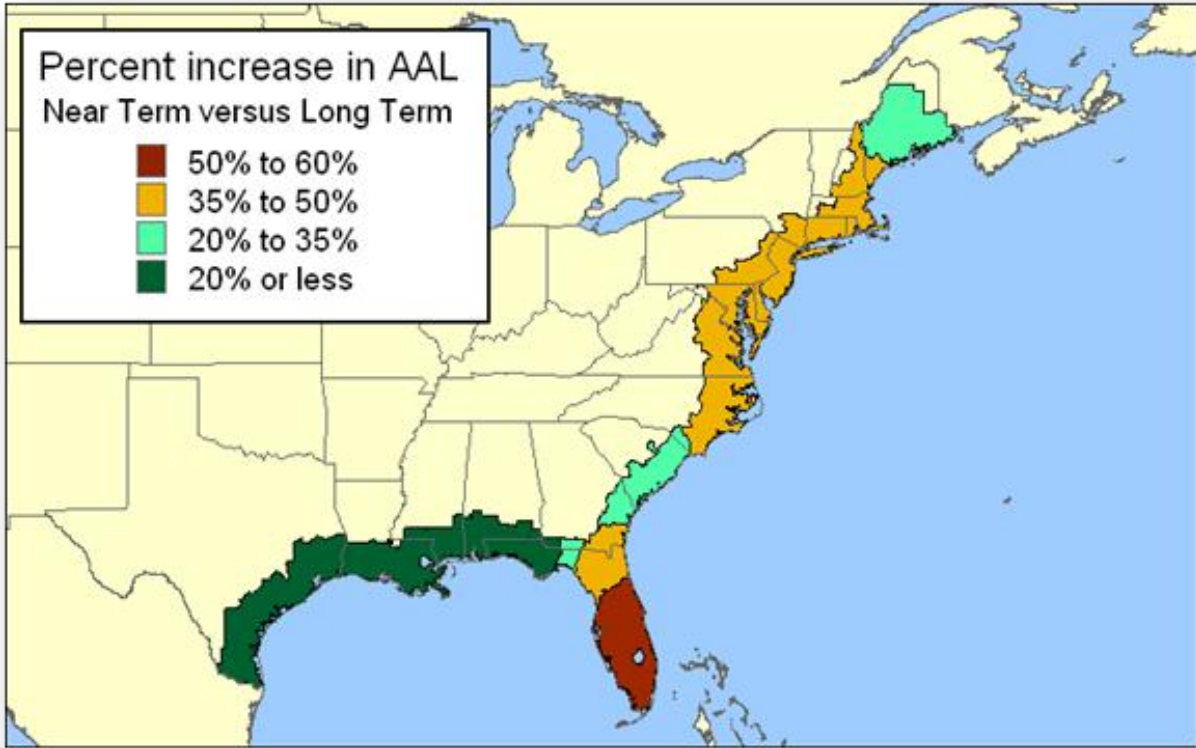 Percent increase in AAL
Near Term versus Long Term
50% to 60%
35% to 50%
20% to 35%
20% or less